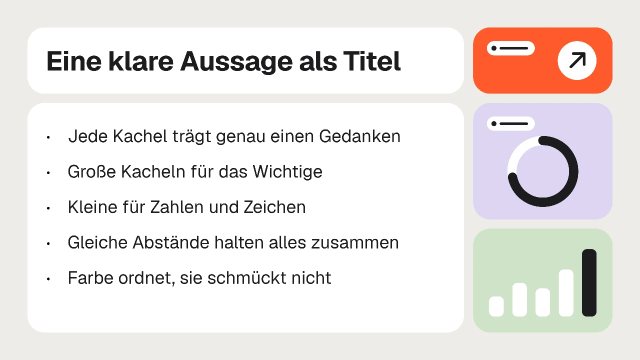 Eine klare Aussage als Titel
· Jede Kachel trägt genau einen Gedanken
· Große Kacheln für das Wichtige
· Kleine für Zahlen und Zeichen
· Gleiche Abstände halten alles zusammen
· Farbe ordnet, sie schmückt nicht